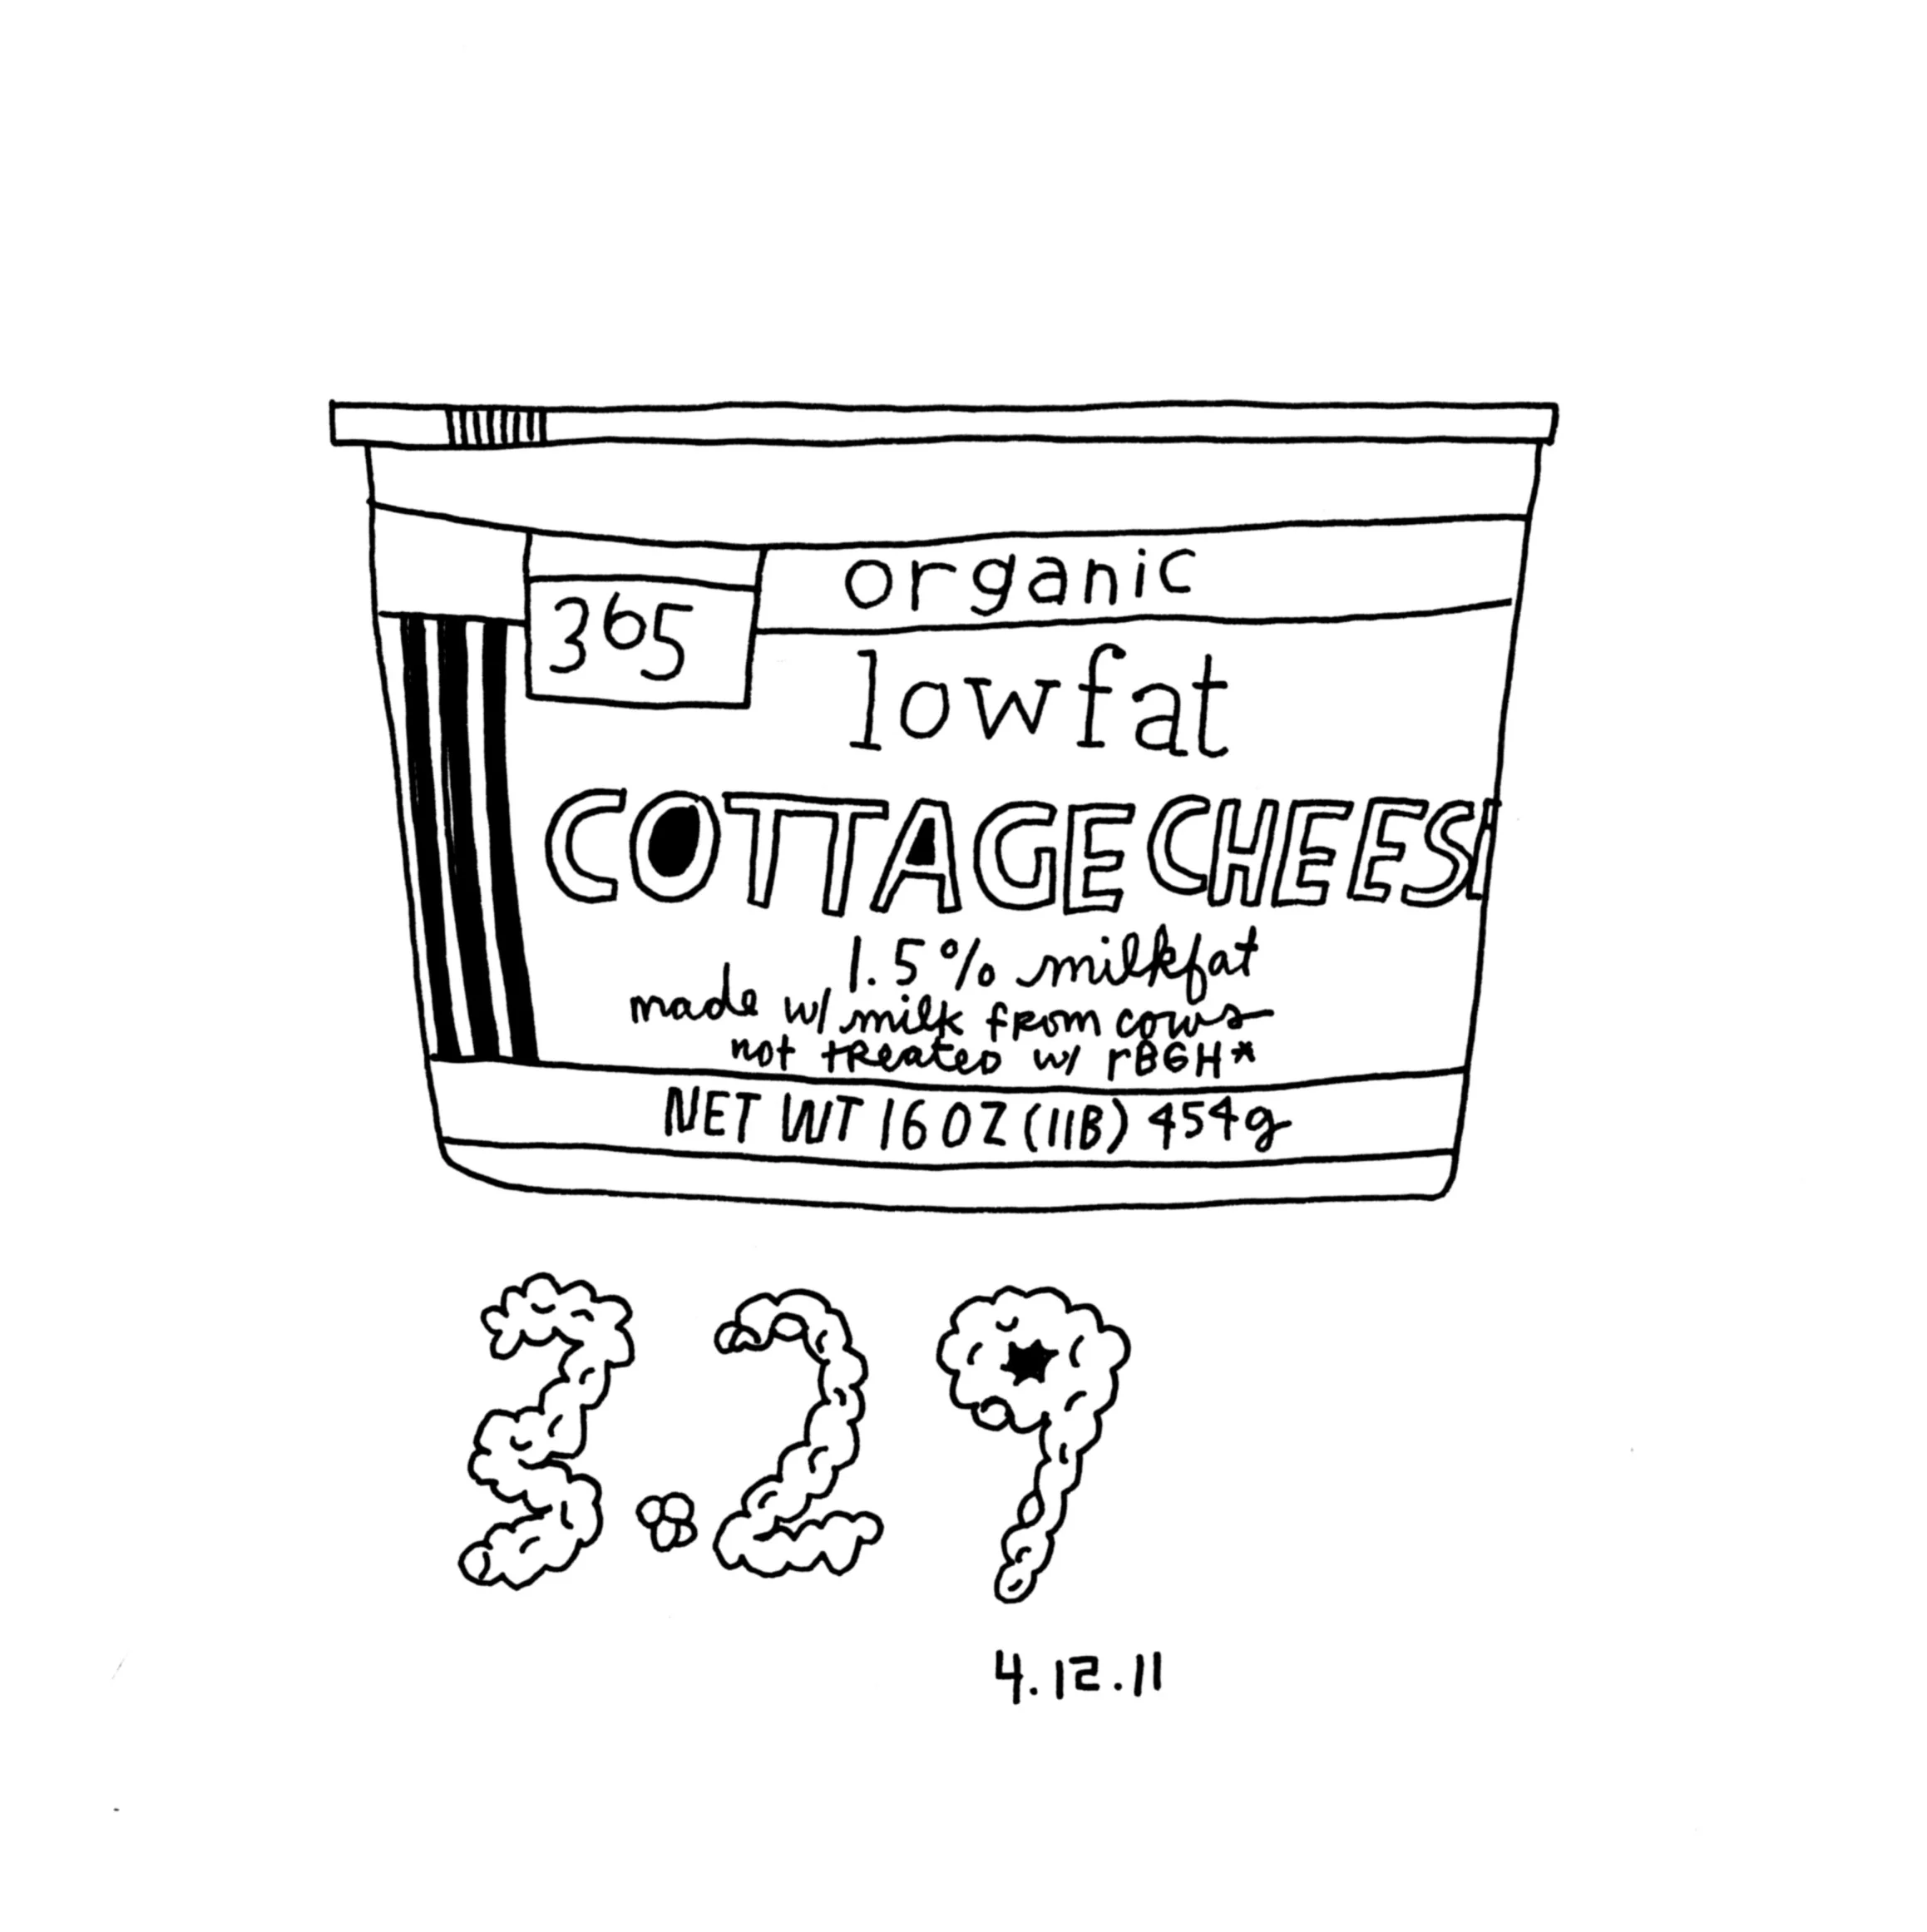 organic
365
lowfat
COTTAGE CHEESE
1.5% milkfat
made w/ milk from cows
not treated w/ rBGH*
NET WT 16 OZ (1lB) 454g
3.29
4.12.11